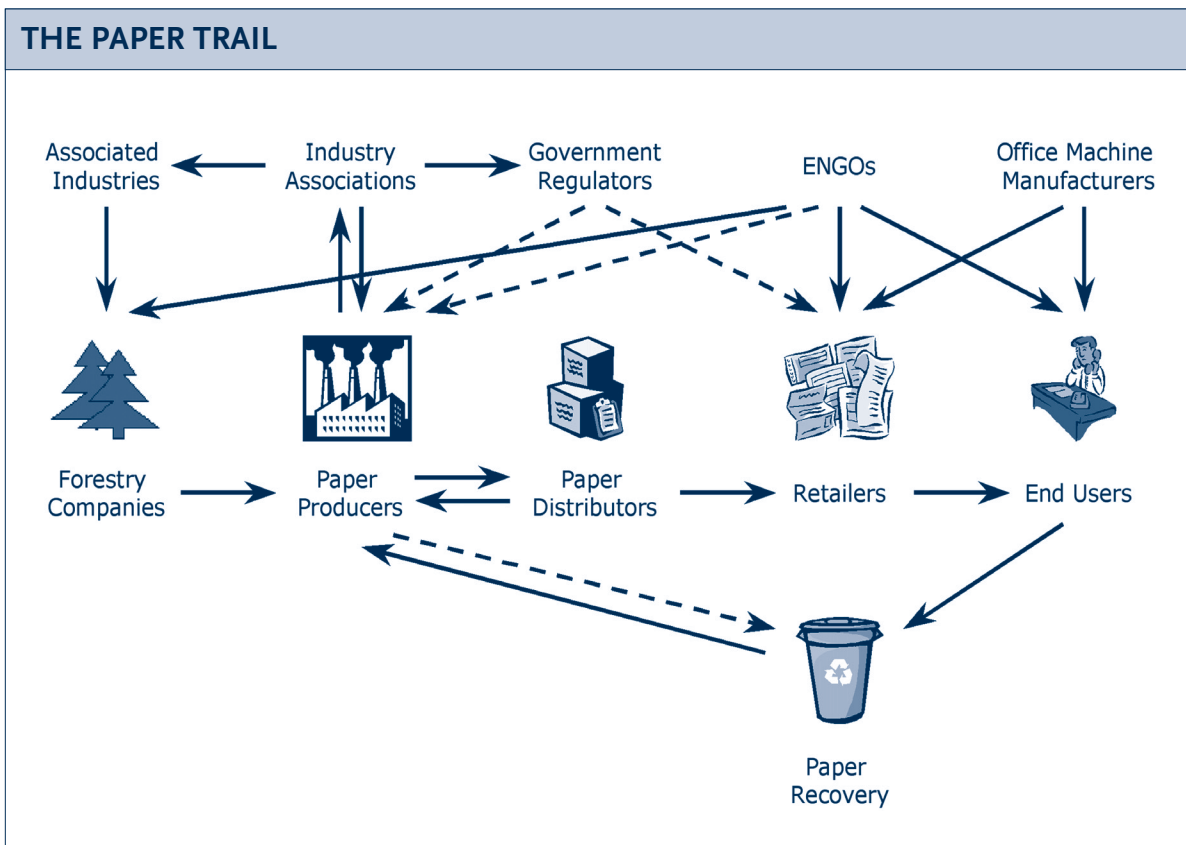 THE PAPER TRAIL
Associated
Industries
Industry
Associations
Government
Regulators
ENGOs
Office Machine
Manufacturers
Forestry
Companies
Paper
Producers
Paper
Distributors
Retailers
End Users
Paper
Recovery